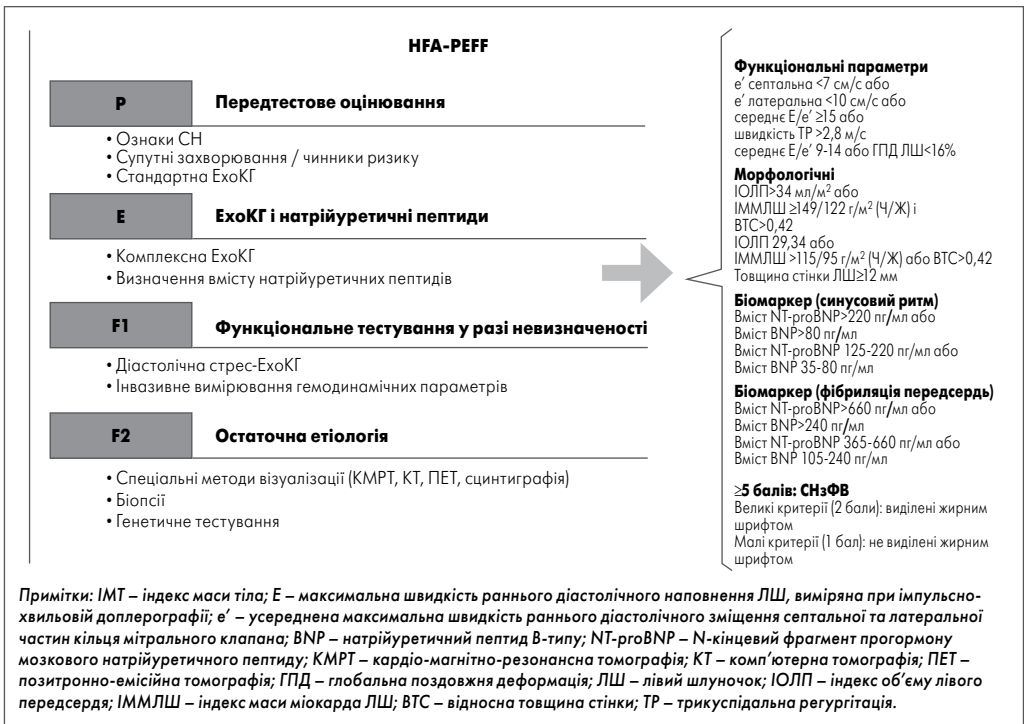 HFA-PEFF
P
Передтестове оцінювання
• Ознаки СН
• Супутні захворювання / чинники ризику
• Стандартна ЕхоКГ
E
ЕхоКГ і натрійуретичні пептиди
• Комплексна ЕхоКГ
• Визначення вмісту натрійуретичних пептидів
F1
Функціональне тестування у разі невизначеності
• Діастолічна стрес-ЕхоКГ
• Інвазивне вимірювання гемодинамічних параметрів
F2
Остаточна етіологія
• Спеціальні методи візуалізації (КМРТ, КТ, ПЕТ, сцинтиграфія)
• Біопсії
• Генетичне тестування
Функціональні параметри
e′ септальна <7 см/с або
e′ латеральна <10 см/с або
середнє E/e′ ≥15 або
швидкість ТР >2,8 м/с
середнє E/e′ 9-14 або ГПД ЛШ<16%
Морфологічні
ІОЛП>34 мл/м² або
ІММЛШ ≥149/122 г/м² (Ч/Ж) і
ВТС>0,42
ІОЛП 29,34 або
ІММЛШ >115/95 г/м² (Ч/Ж) або ВТС>0,42
Товщина стінки ЛШ≥12 мм
Біомаркер (синусовий ритм)
Вміст NT-proBNP>220 пг/мл або
Вміст BNP>80 пг/мл
Вміст NT-proBNP 125-220 пг/мл або
Вміст BNP 35-80 пг/мл
Біомаркер (фібриляція передсердь)
Вміст NT-proBNP>660 пг/мл або
Вміст BNP>240 пг/мл
Вміст NT-proBNP 365-660 пг/мл або
Вміст BNP 105-240 пг/мл
≥5 балів: СНзФВ
Великі критерії (2 бали): виділені жирним
шрифтом
Малі критерії (1 бал): не виділені жирним
шрифтом
Примітки: ІМТ – індекс маси тіла; E – максимальна швидкість раннього діастолічного наповнення ЛШ, виміряна при імпульсно-
хвильовій доплерографії; e′ – усереднена максимальна швидкість раннього діастолічного зміщення септальної та латеральної
частин кільця мітрального клапана; BNP – натрійуретичний пептид В-типу; NT-proBNP – N-кінцевий фрагмент прогормону
мозкового натрійуретичного пептиду; КМРТ – кардіо-магнітно-резонансна томографія; КТ – комп’ютерна томографія; ПЕТ –
позитронно-емісійна томографія; ГПД – глобальна поздовжня деформація; ЛШ – лівий шлуночок; ІОЛП – індекс об’єму лівого
передсердя; ІММЛШ – індекс маси міокарда ЛШ; ВТС – відносна товщина стінки; ТР – трикуспідальна регургітація.